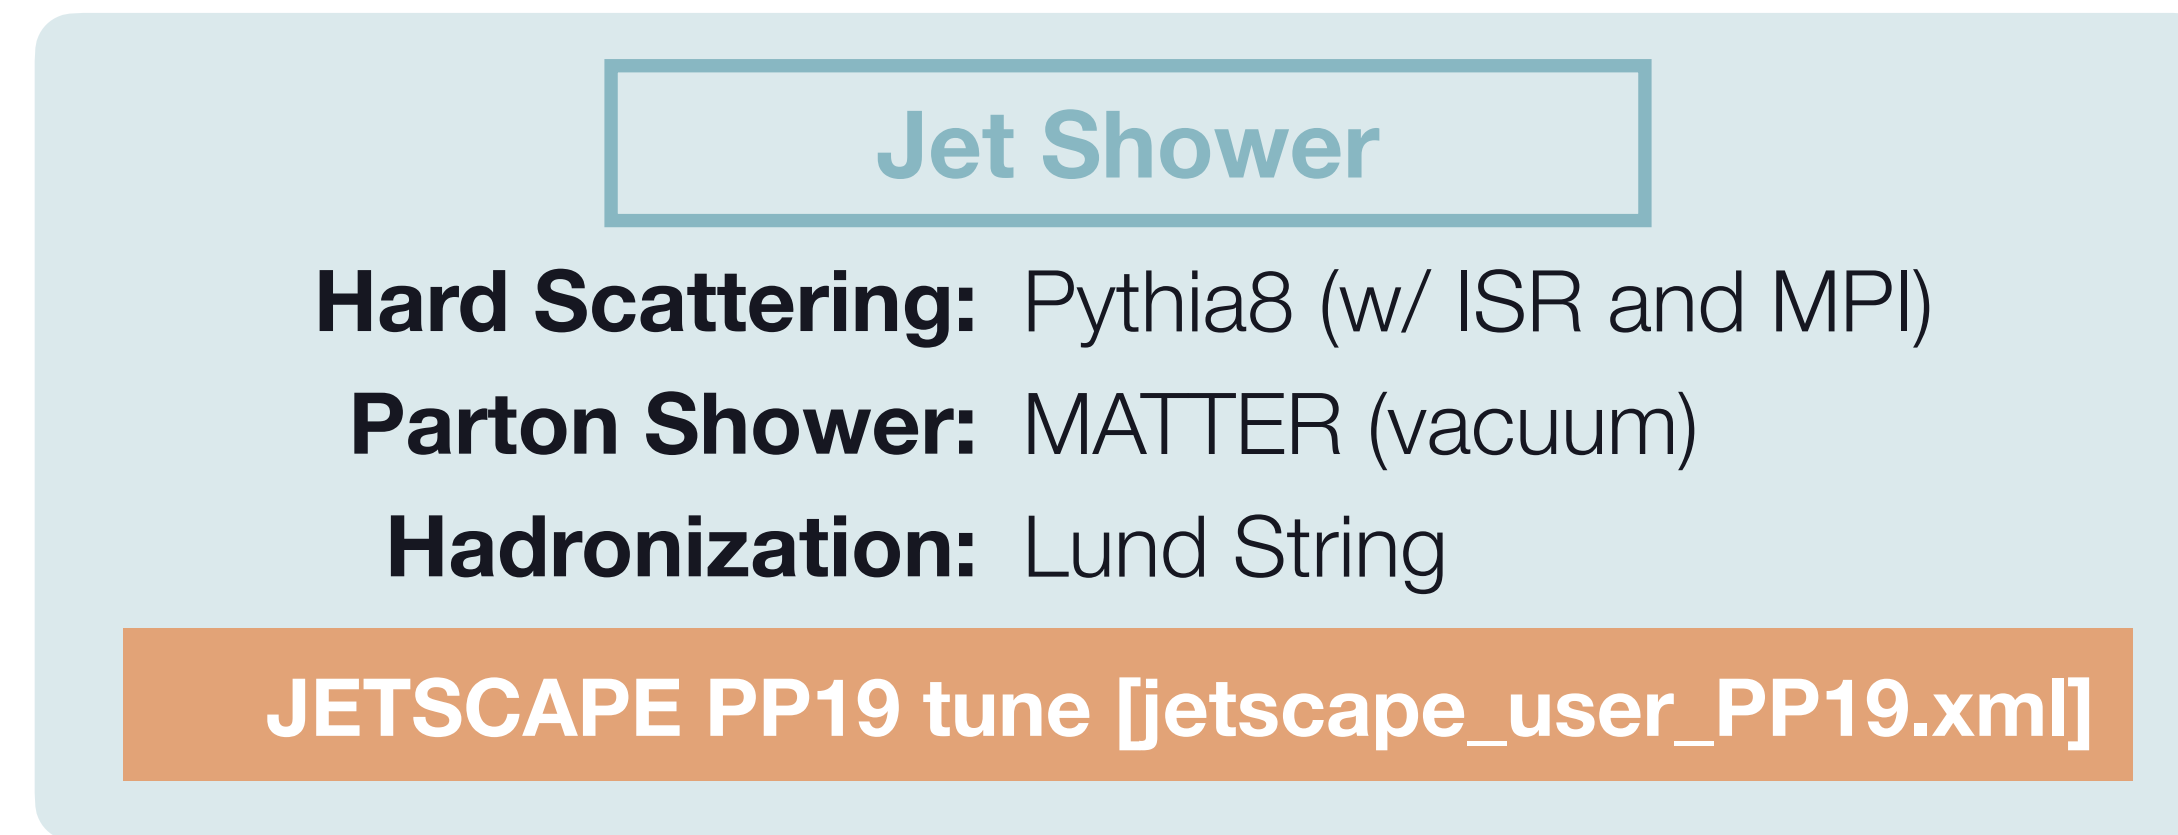 Jet Shower
Hard Scattering: Pythia8 (w/ ISR and MPI)
Parton Shower: MATTER (vacuum)
Hadronization: Lund String
JETSCAPE PP19 tune [jetscape_user_PP19.xml]